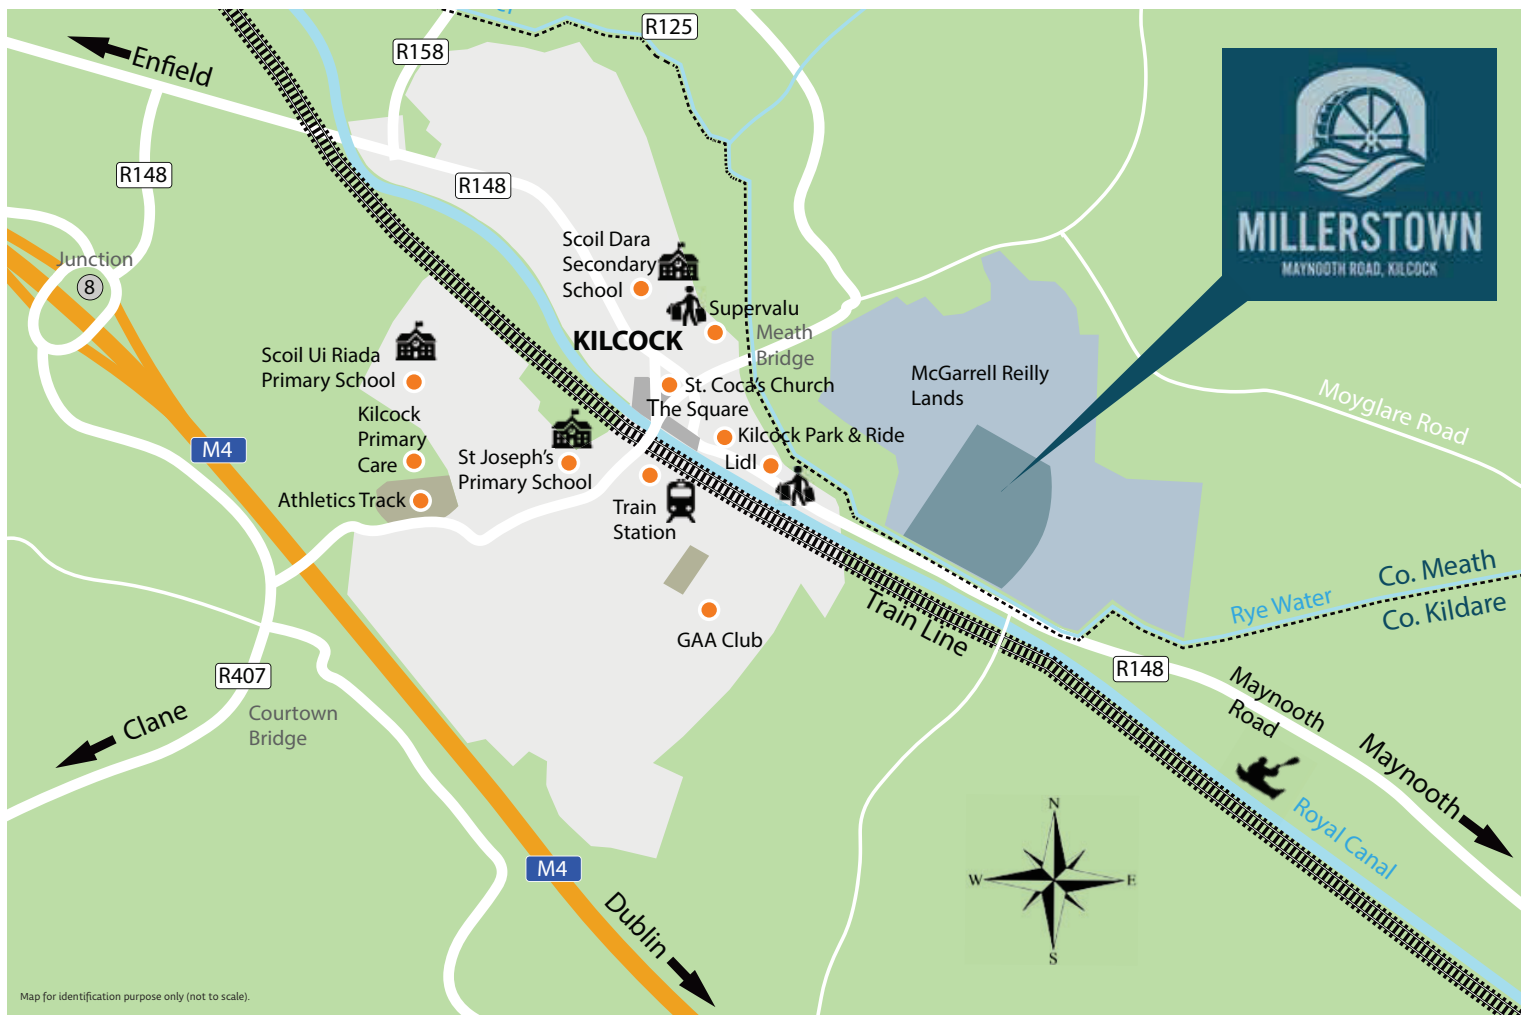 R125
R158
Enfield
R148
R148
MILLERSTOWN
MAYNOOTH ROAD, KILCOCK
Junction
8
Scoil Dara
Secondary
School
Supervalu
KILCOCK
Meath
Bridge
Scoil Ui Riada
Primary School
St. Coca's Church
The Square
McGarrell Reilly
Lands
Moyglare Road
Kilcock
Primary
Care
Kilcock Park & Ride
Lidl
M4
St Joseph's
Primary School
Athletics Track
Train
Station
Train Line
GAA Club
Co. Meath
Rye Water
Co. Kildare
R148
R407
Maynooth
Road
Clane
Courtown
Bridge
Maynooth
Royal Canal
N
W
E
S
M4
Dublin
Map for identification purpose only (not to scale).